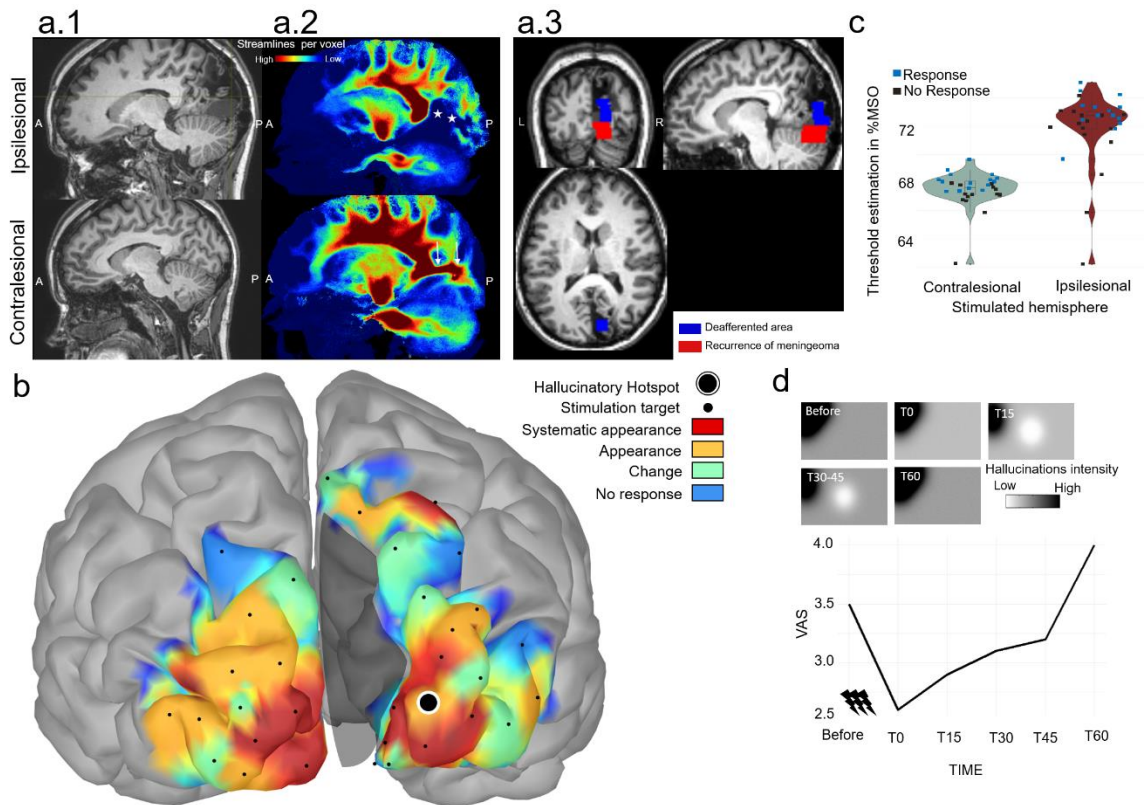 a.1
a.2
a.3
c
Ipsilesional
Contralesional
A
P
Streamlines per voxel
High
Low
A
P
L
R
A
P
A
P
Deafferented area
Recurrence of meningeoma
Response
No Response
Threshold estimation in %MSO
72
68
64
Contralesional
Ipsilesional
Stimulated hemisphere
b
Hallucinatory Hotspot
Stimulation target
Systematic appearance
Appearance
Change
No response
d
Before
T0
T15
T30-45
T60
Hallucinations intensity
Low
High
VAS
4.0
3.5
3.0
2.5
Before
T0
T15
T30
T45
T60
TIME